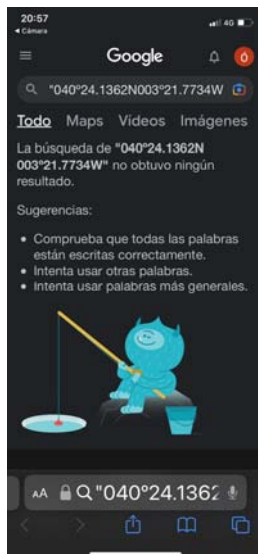 20:57
4G
◄ Cámara
Google
"040°24.1362N003°21.7734W
Todo Maps Vídeos Imágenes
La búsqueda de "040°24.1362N
003°21.7734W" no obtuvo ningún
resultado.
Sugerencias:
• Comprueba que todas las palabras
están escritas correctamente.
• Intenta usar otras palabras.
• Intenta usar palabras más generales.
AA "040°24.1362